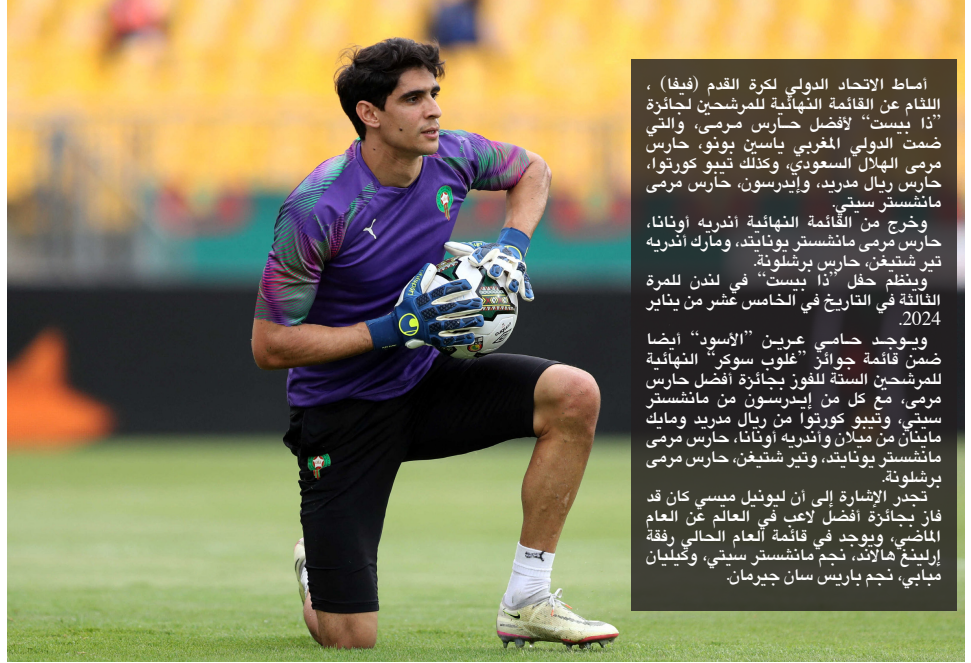 أمـاط الاتحاد الدولي لكرة القدم (فيفا) ،
اللثام عن القائمة النهائية للمرشحين لجائزة
”ذا بيست“ لأفضل حــارس مـرمـى، والتي
ضمت الدولي المغربي ياسين بونو، حارس
مرمى الهلال السعودي، وكذلك تيبو كورتوا،
حارس ريال مدريد، وإيدرسون، حارس مرمى
مانشستر سيتي.
وخرج من القائمة النهائية أندريه أونانا،
حارس مرمى مانشستر يونايتد، ومارك أندريه
تير شتيغن، حارس برشلونة.
وينظم حفل ”ذا بيست“ في لندن للمرة
الثالثة في التاريخ في الخامس عشر من يناير
2024.
ويـوجـد حـامـي عـريـن ”الأسود“ أيضا
ضمن قائمة جوائز ”غلوب سوكر“ النهائية
للمرشحين الستة للفوز بجائزة أفضل حارس
مرمى، مع كل من إيـدرسـون من مانشستر
سيتي، وتيبو كورتوا من ريال مدريد ومايك
ماينان من ميلان وأندريه أونانا، حارس مرمى
مانشستر يونايتد، وتير شتيغن، حارس مرمى
برشلونة.
تجدر الإشارة إلى أن ليونيل ميسي كان قد
فاز بجائزة أفضل لاعب في العالم عن العام
الماضي، ويوجد في قائمة العام الحالي رفقة
إرلينغ هالاند، نجم مانشستر سيتي، وكيليان
مبابي، نجم باريس سان جيرمان.